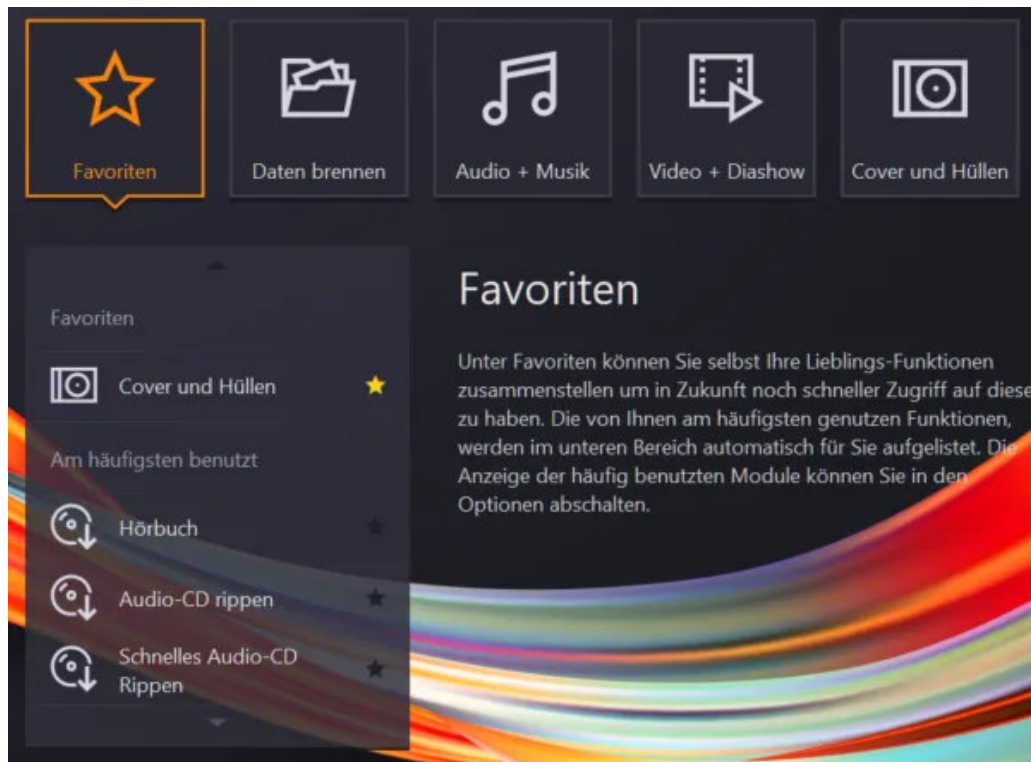 Favoriten
Daten brennen
Audio + Musik
Video + Diashow
Cover und Hüllen
Favoriten
Cover und Hüllen
Am häufigsten benutzt
Hörbuch
Audio-CD rippen
Schnelles Audio-CD
Rippen
Favoriten
Unter Favoriten können Sie selbst Ihre Lieblings-Funktionen
zusammenstellen um in Zukunft noch schneller Zugriff auf diese
zu haben. Die von Ihnen am häufigsten genutzen Funktionen,
werden im unteren Bereich automatisch für Sie aufgelistet. Die
Anzeige der häufig benutzten Module können Sie in den
Optionen abschalten.